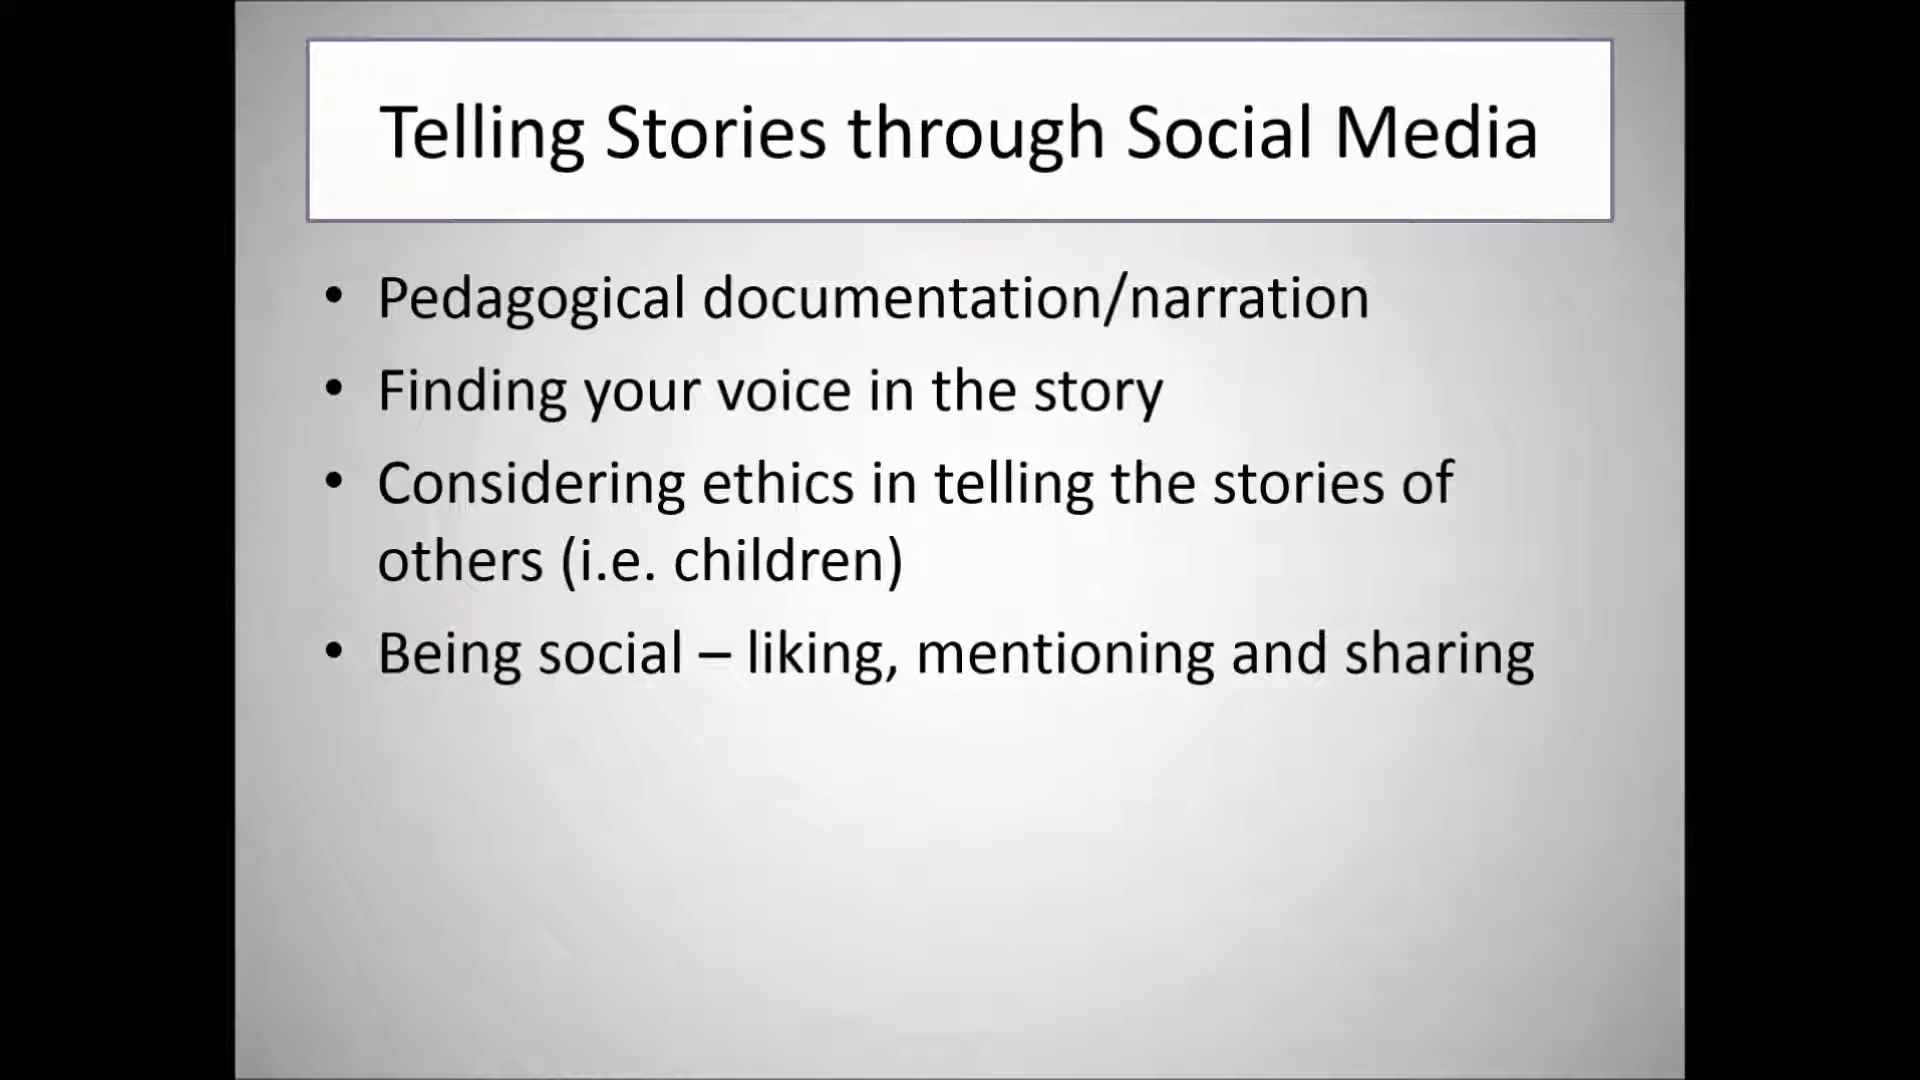 Telling Stories through Social Media
• Pedagogical documentation/narration
• Finding your voice in the story
• Considering ethics in telling the stories of
others (i.e. children)
• Being social – liking, mentioning and sharing